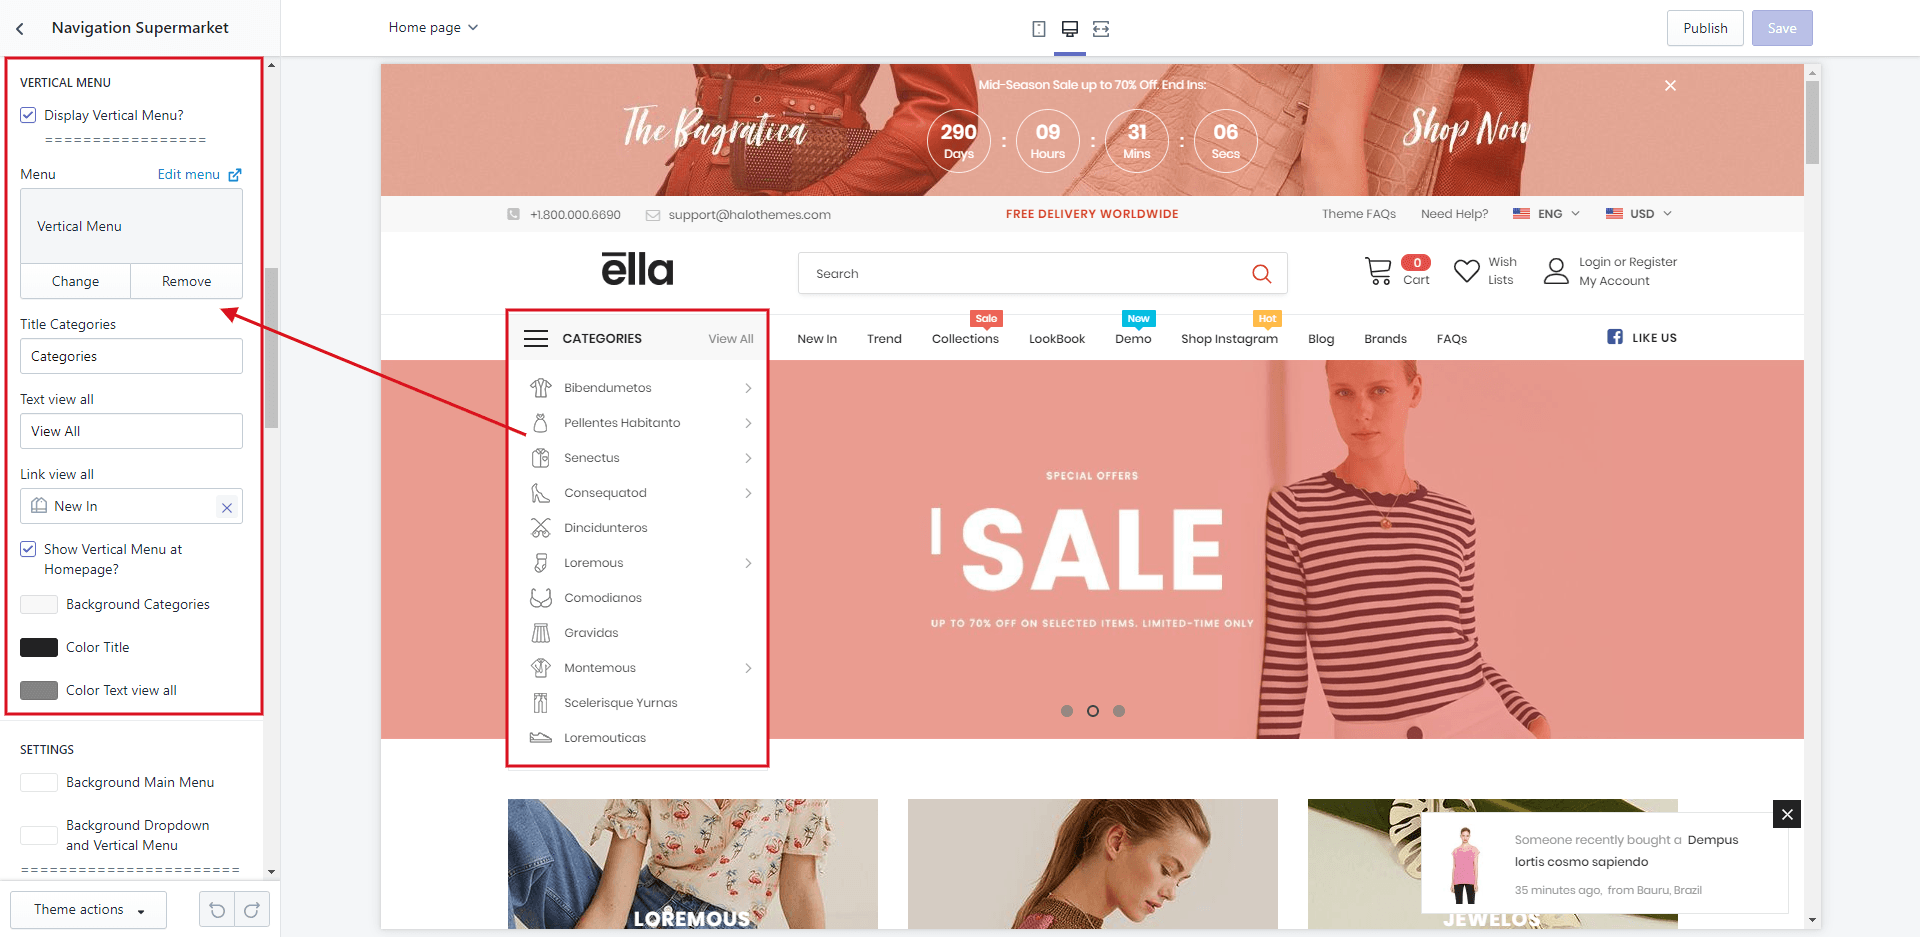 Navigation Supermarket
Home page
Publish
Save
VERTICAL MENU
Display Vertical Menu?
=================
Menu
Edit menu
Vertical Menu
Change
Remove
Title Categories
Categories
Text view all
View All
Link view all
New In
Show Vertical Menu at
Homepage?
Background Categories
Color Title
Color Text view all
SETTINGS
Background Main Menu
Background Dropdown
and Vertical Menu
=======================
Theme actions
Mid-Season Sale up to 70% Off. End Ins:
The Bagratica
290 : 09 : 31 : 06
Days Hours Mins Secs
Shop Now
+1.800.000.6690
support@halothemes.com
FREE DELIVERY WORLDWIDE
Theme FAQs
Need Help?
ENG
USD
ēlla
Search
0
Cart
Wish
Lists
Login or Register
My Account
CATEGORIES
View All
Sale
New
Hot
New In
Trend
Collections
LookBook
Demo
Shop Instagram
Blog
Brands
FAQs
LIKE US
Bibendumetos
Pellentes Habitanto
Senectus
Consequatod
Dincidunteros
Loremous
Comodianos
Gravidas
Montemous
Scelerisque Yurnas
Loremouticas
SPECIAL OFFERS
SALE
UP TO 70% OFF ON SELECTED ITEMS. LIMITED-TIME ONLY
LOREMOUS
JEWELOS
Someone recently bought a Dempus
lortis cosmo sapiendo
35 minutes ago, from Bauru, Brazil